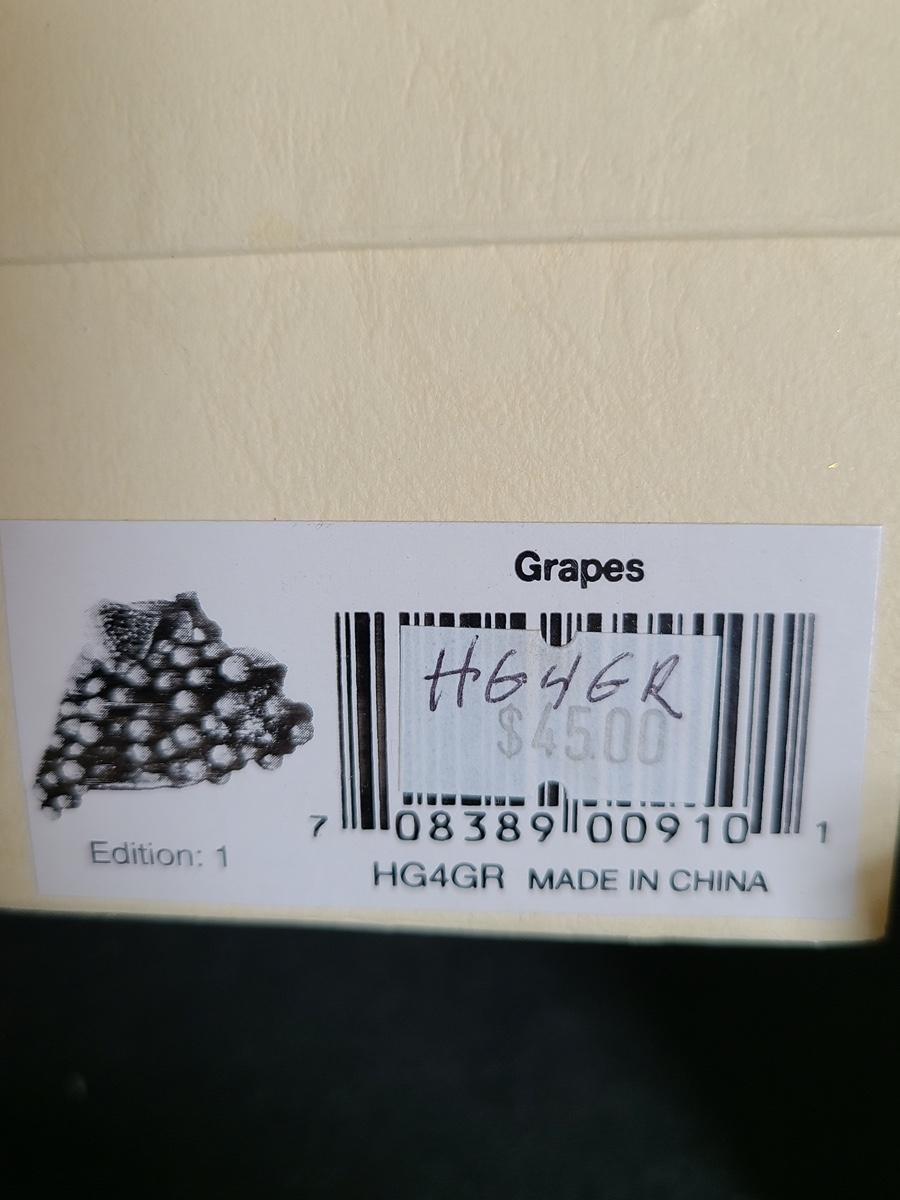 Grapes
HG4GR
$45.00
7 08389 00910 1
Edition: 1
HG4GR MADE IN CHINA